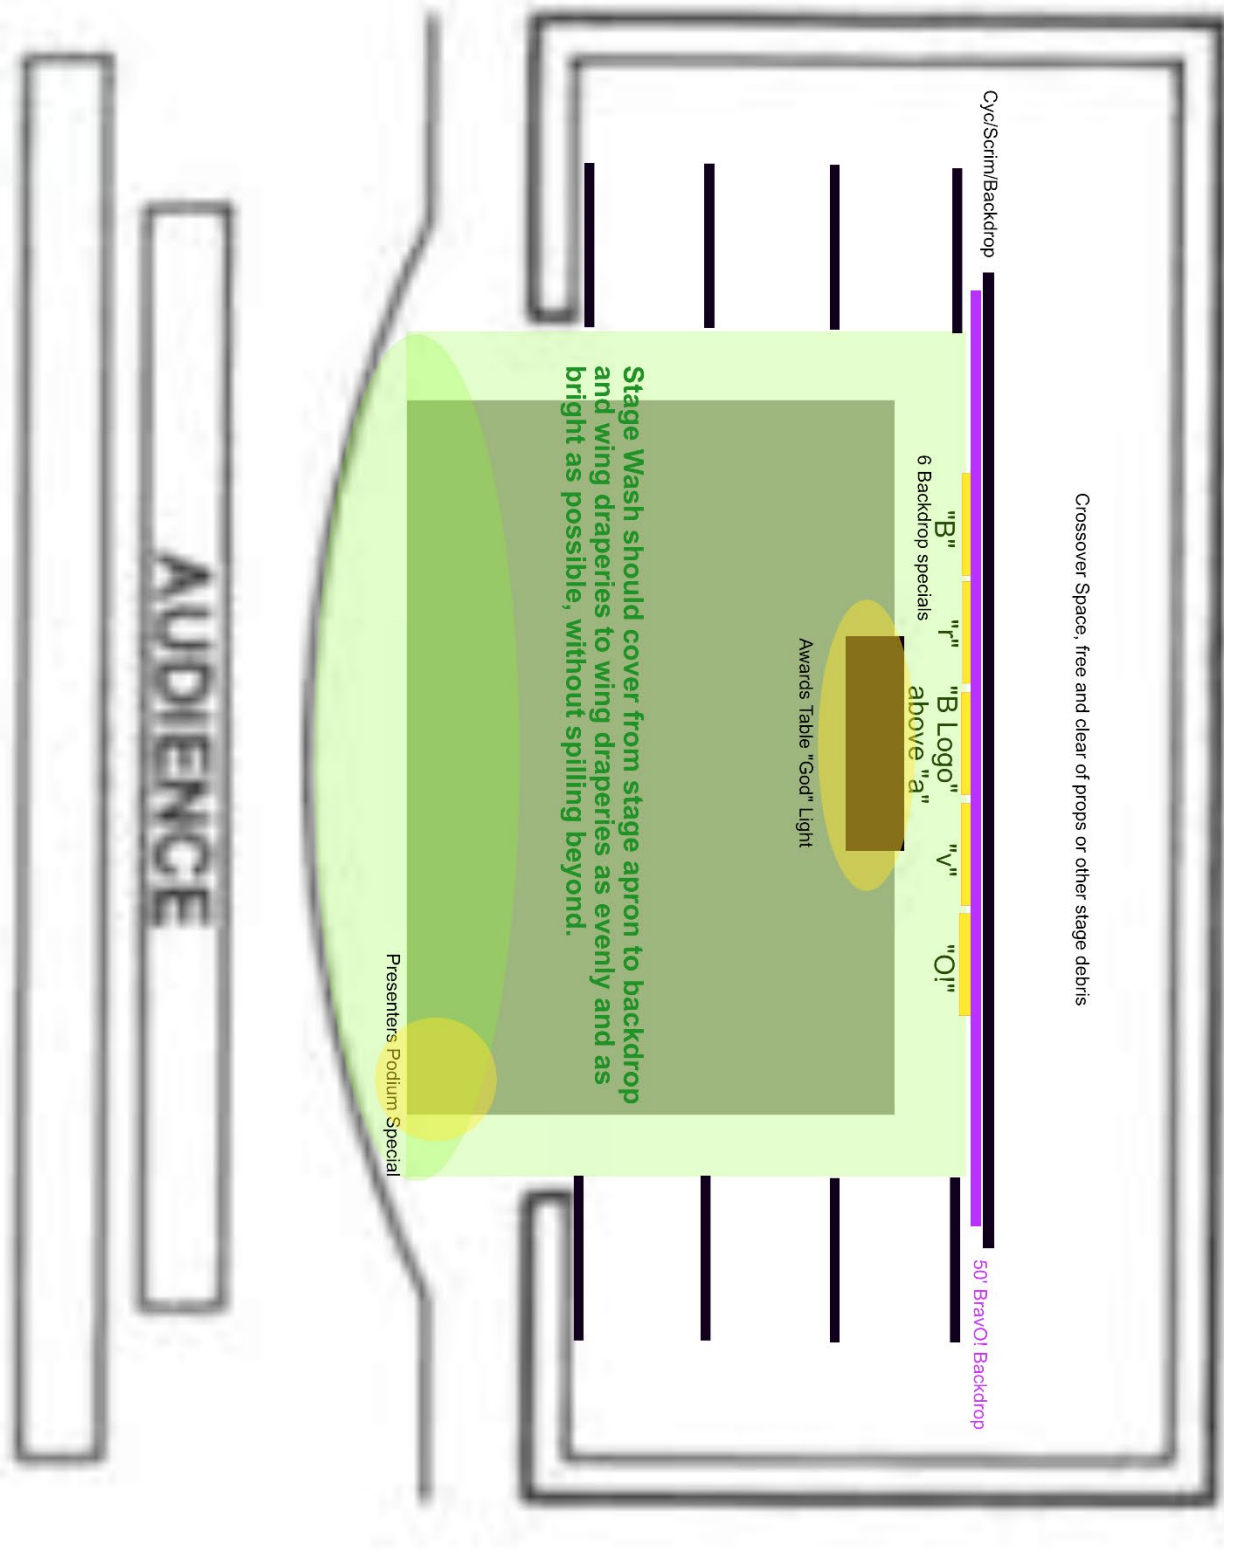 Crossover Space, free and clear of props or other stage debris
Cyc/Scrim/Backdrop
50' BravO! Backdrop
"B"
"r"
"B Logo"
above "a"
"v"
"O!"
6 Backdrop specials
Awards Table "God" Light
Stage Wash should cover from stage apron to backdrop
and wing draperies to wing draperies as evenly and as
bright as possible, without spilling beyond.
Presenters Podium Special
AUDIENCE